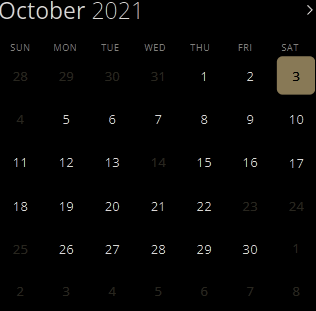 October 2021
SUN MON TUE WED THU FRI SAT
28 29 30 31 1 2 3
4 5 6 7 8 9 10
11 12 13 14 15 16 17
18 19 20 21 22 23 24
25 26 27 28 29 30 1
2 3 4 5 6 7 8